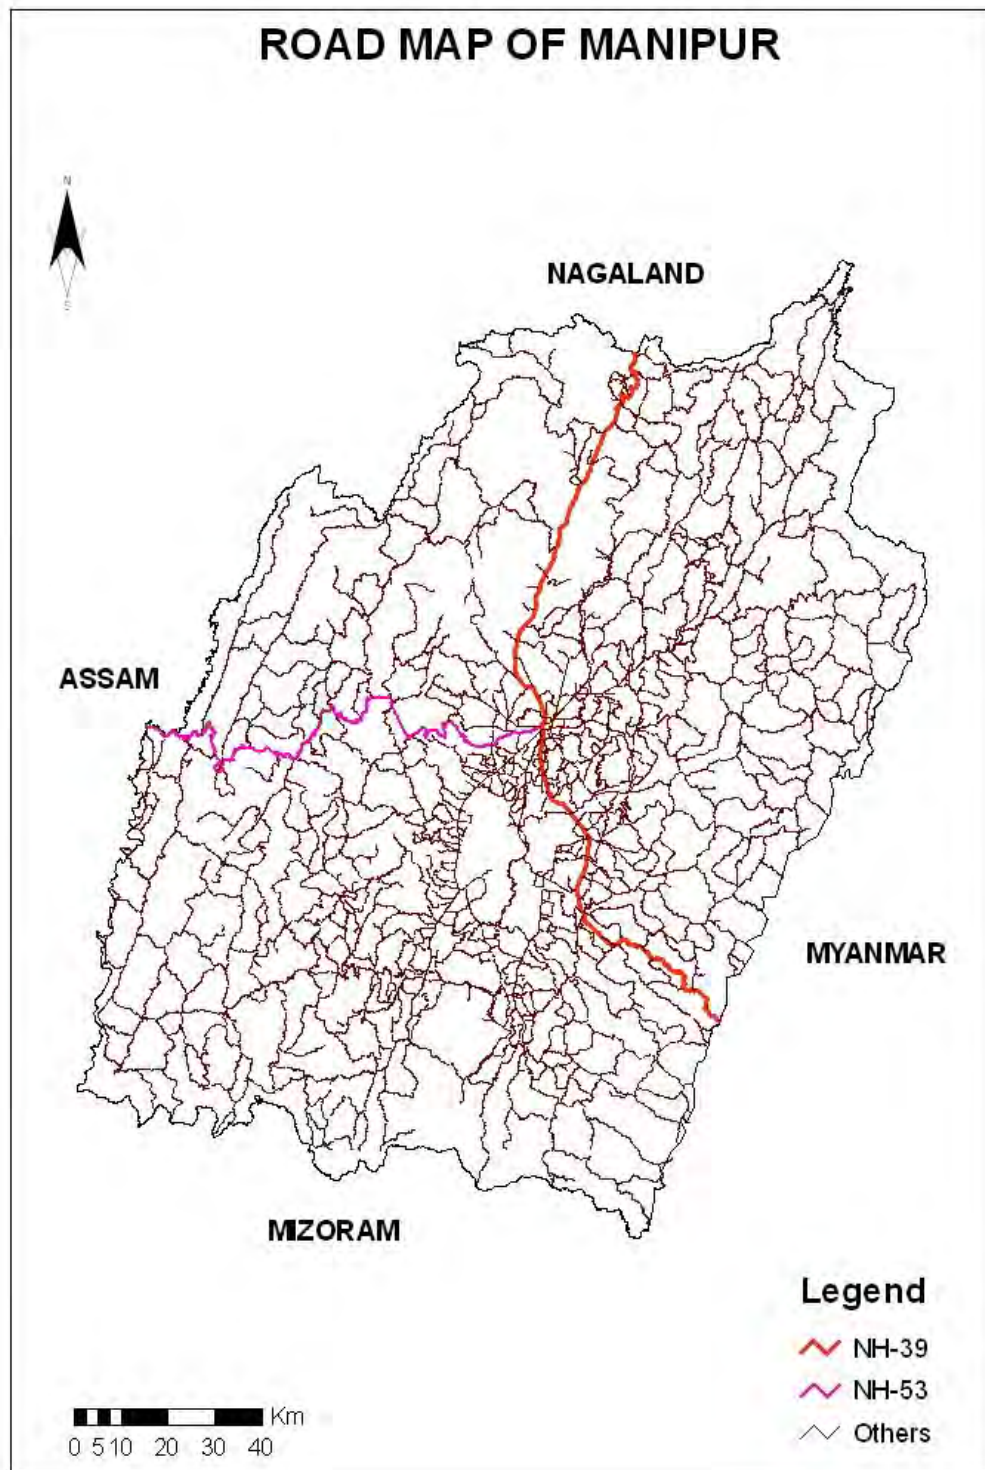 ROAD MAP OF MANIPUR
N
S
NAGALAND
ASSAM
MYANMAR
MIZORAM
Legend
NH-39
NH-53
Others
Km
0 5 10 20 30 40